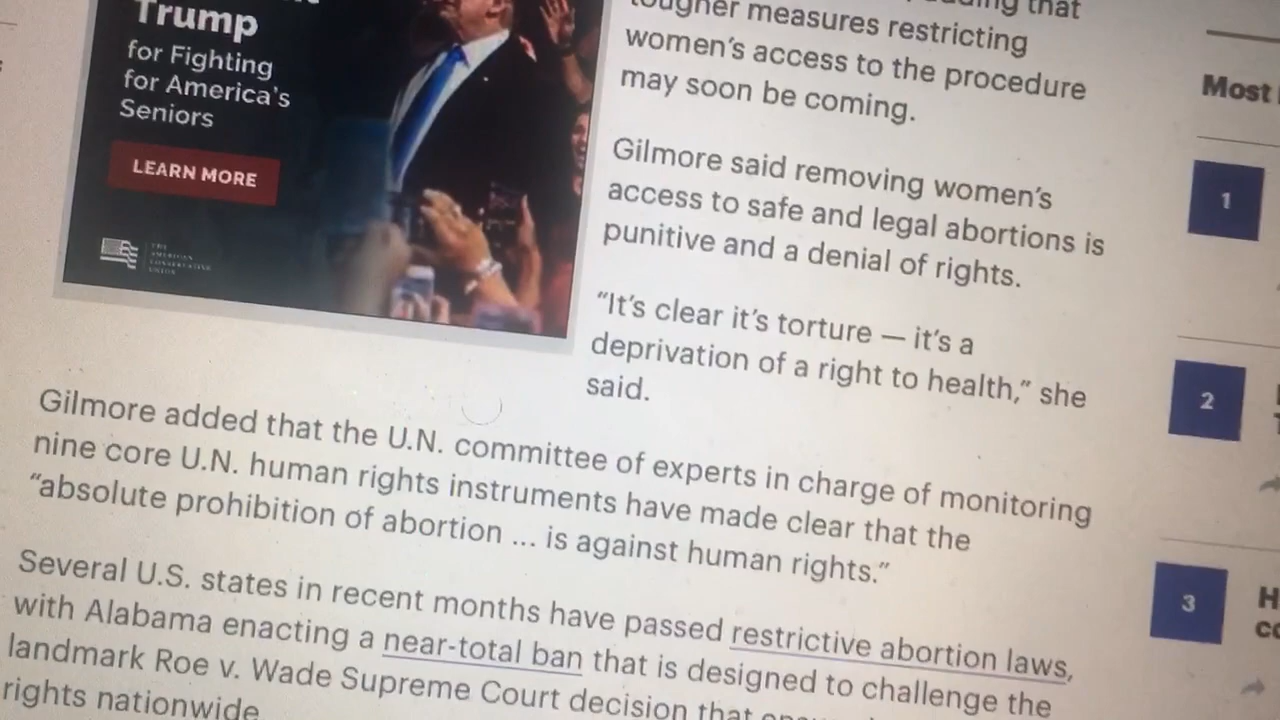 Trump
for Fighting
for America's
Seniors
LEARN MORE
THE
AMERICAN
CONSERVATIVE
UNION
that
tougher measures restricting
women's access to the procedure
may soon be coming.
Gilmore said removing women's
access to safe and legal abortions is
punitive and a denial of rights.
“It's clear it's torture — it's a
deprivation of a right to health,” she
said.
Gilmore added that the U.N. committee of experts in charge of monitoring
nine core U.N. human rights instruments have made clear that the
“absolute prohibition of abortion ... is against human rights.”
Several U.S. states in recent months have passed restrictive abortion laws,
with Alabama enacting a near-total ban that is designed to challenge the
landmark Roe v. Wade Supreme Court decision that
rights nationwide
Most
1
2
3